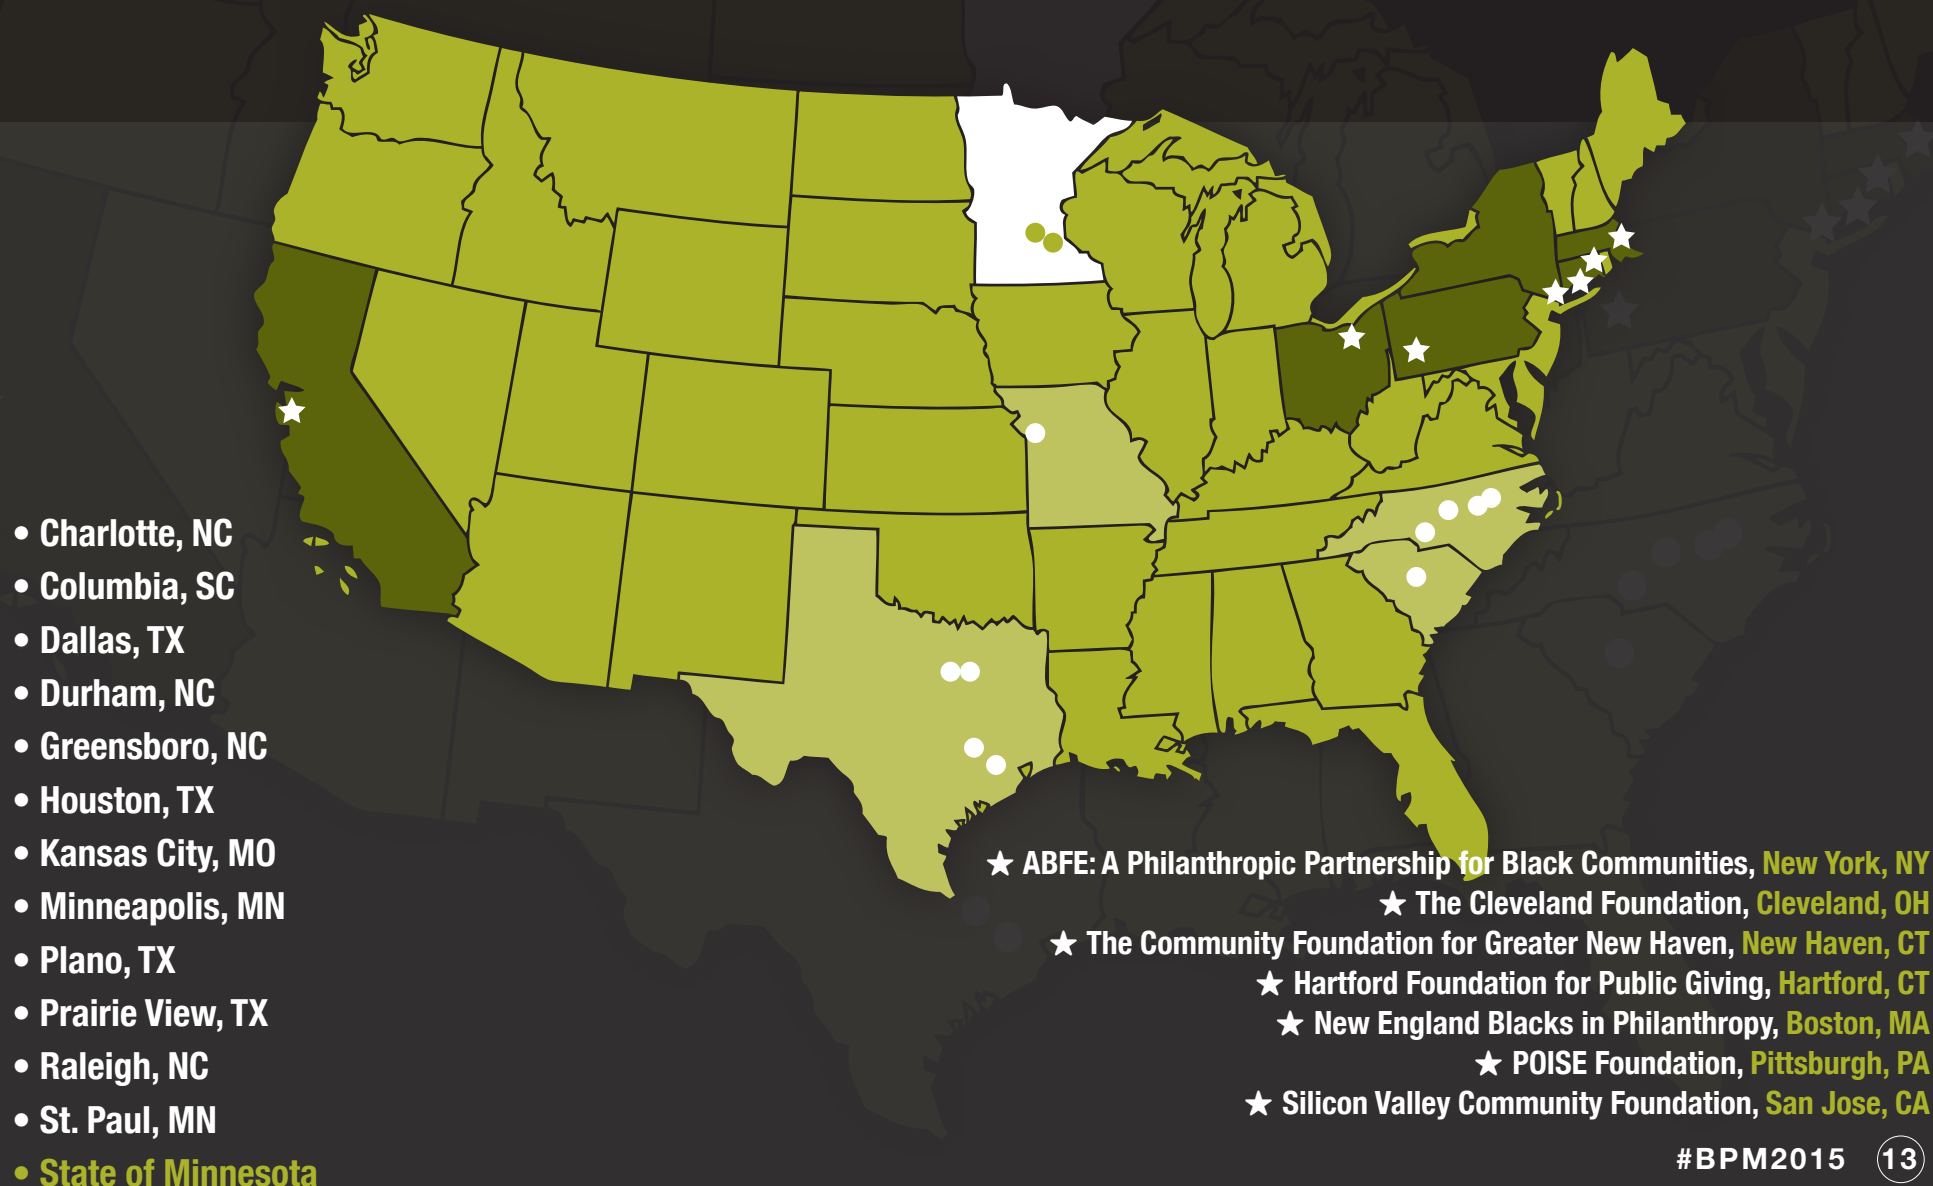 • Charlotte, NC
• Columbia, SC
• Dallas, TX
• Durham, NC
• Greensboro, NC
• Houston, TX
• Kansas City, MO
• Minneapolis, MN
• Plano, TX
• Prairie View, TX
• Raleigh, NC
• St. Paul, MN
• State of Minnesota
★ ABFE: A Philanthropic Partnership for Black Communities, New York, NY
★ The Cleveland Foundation, Cleveland, OH
★ The Community Foundation for Greater New Haven, New Haven, CT
★ Hartford Foundation for Public Giving, Hartford, CT
★ New England Blacks in Philanthropy, Boston, MA
★ POISE Foundation, Pittsburgh, PA
★ Silicon Valley Community Foundation, San Jose, CA
#BPM2015 13